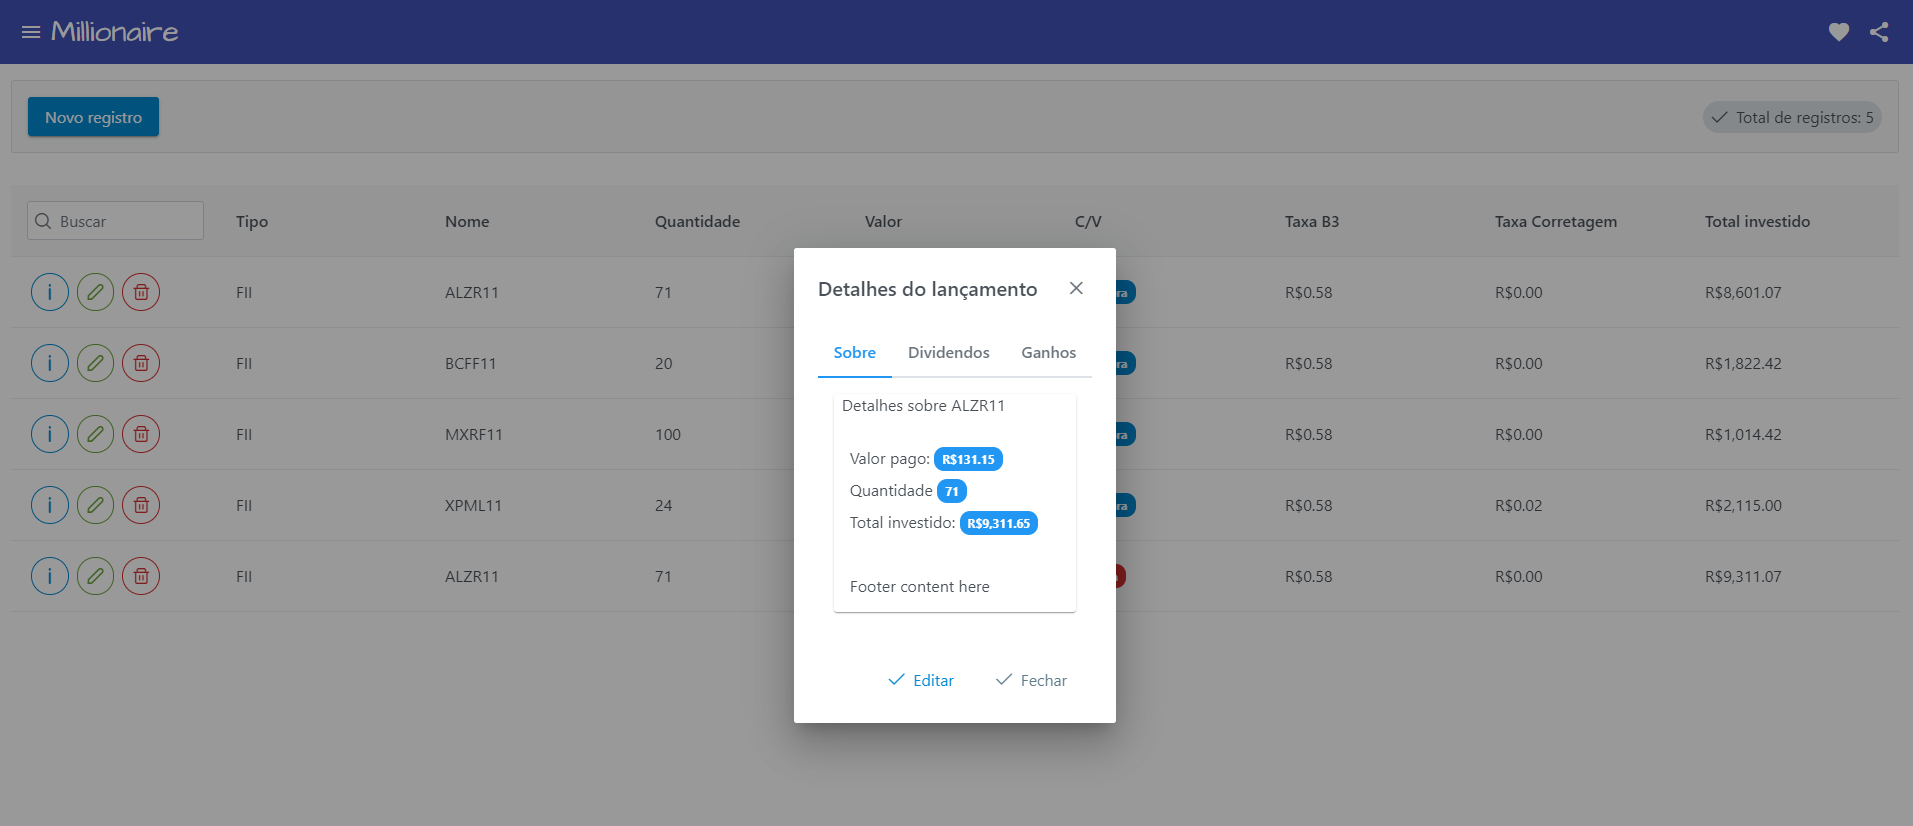 Millionaire
Novo registro
Total de registros: 5
Buscar Tipo Nome Quantidade Valor C/V Taxa B3 Taxa Corretagem Total investido
FII ALZR11 71 ra R$0.58 R$0.00 R$8,601.07
FII BCFF11 20 ra R$0.58 R$0.00 R$1,822.42
FII MXRF11 100 ra R$0.58 R$0.00 R$1,014.42
FII XPML11 24 ra R$0.58 R$0.02 R$2,115.00
FII ALZR11 71 R$0.58 R$0.00 R$9,311.07
Detalhes do lançamento
Sobre Dividendos Ganhos
Detalhes sobre ALZR11
Valor pago: R$131.15
Quantidade 71
Total investido: R$9,311.65
Footer content here
Editar Fechar